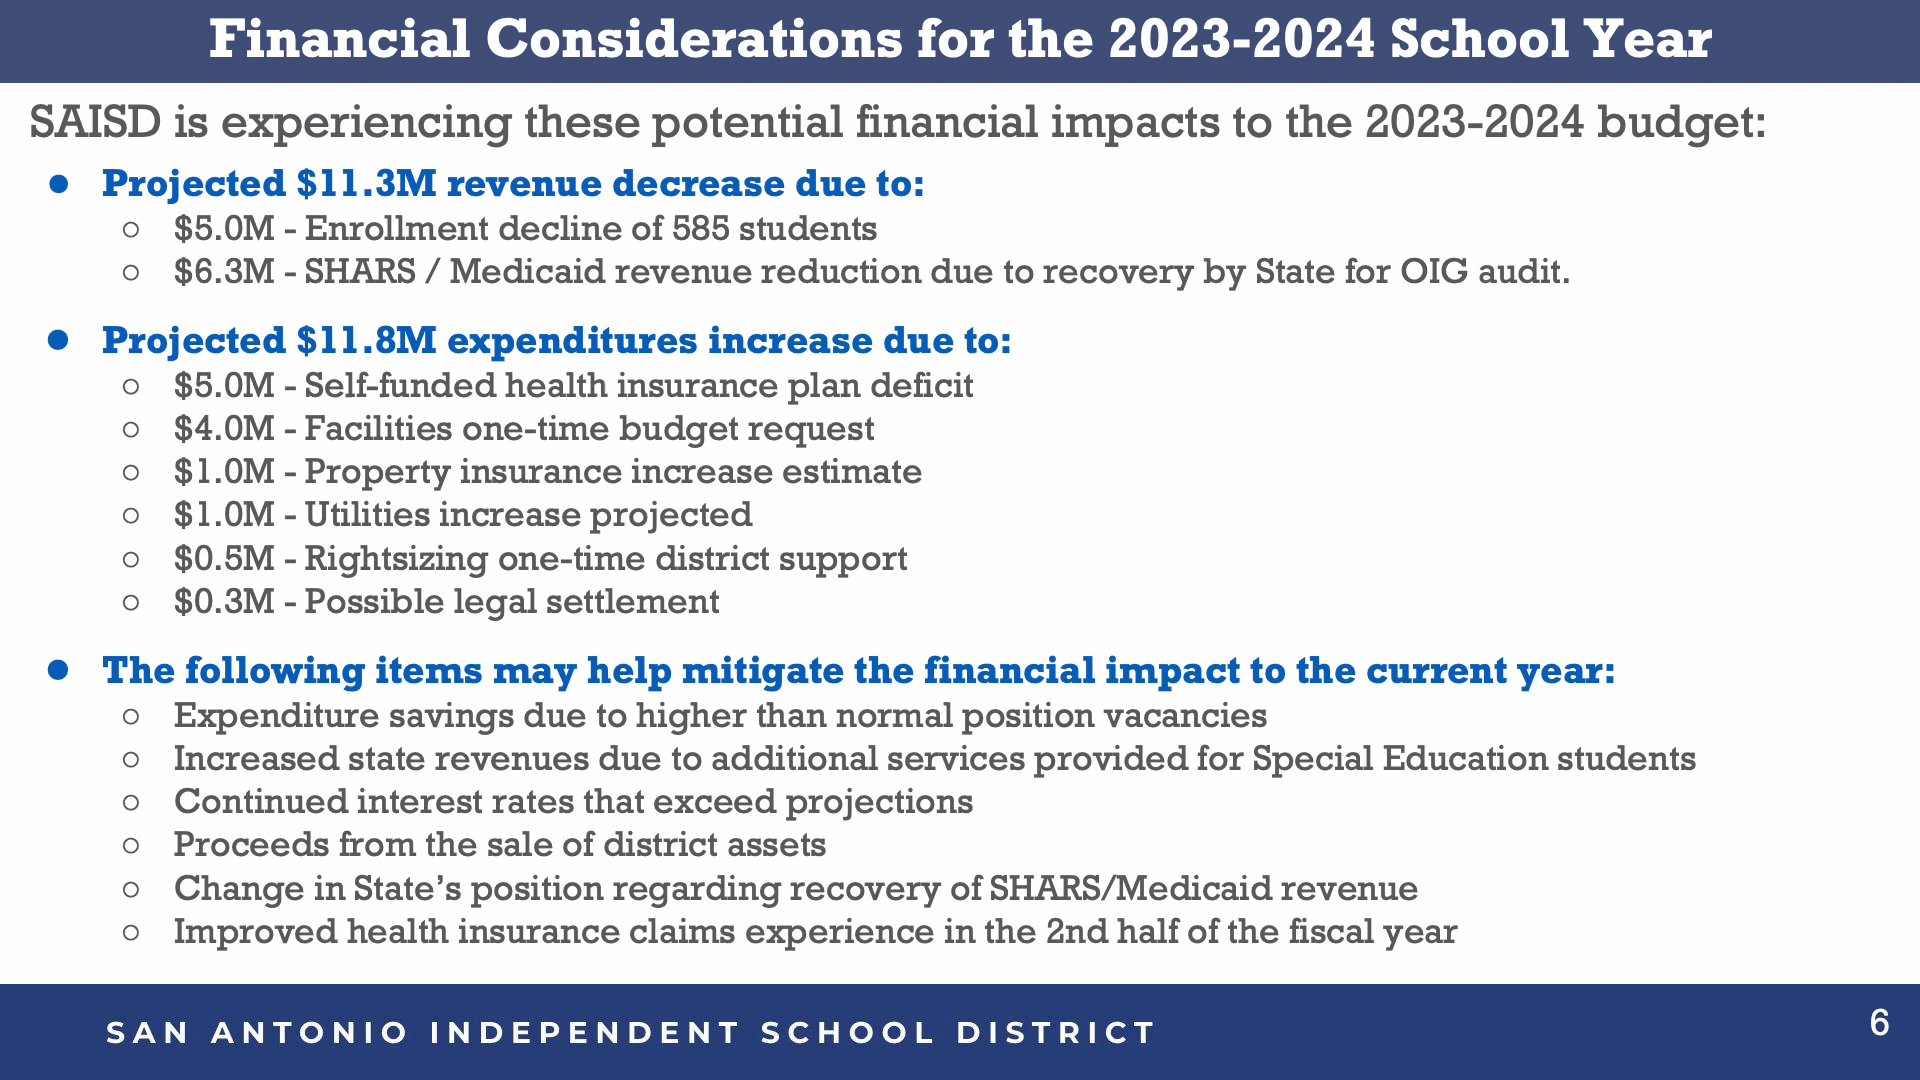 Financial Considerations for the 2023-2024 School Year
SAISD is experiencing these potential financial impacts to the 2023-2024 budget:
● Projected $11.3M revenue decrease due to:
○ $5.0M - Enrollment decline of 585 students
○ $6.3M - SHARS / Medicaid revenue reduction due to recovery by State for OIG audit.
● Projected $11.8M expenditures increase due to:
○ $5.0M - Self-funded health insurance plan deficit
○ $4.0M - Facilities one-time budget request
○ $1.0M - Property insurance increase estimate
○ $1.0M - Utilities increase projected
○ $0.5M - Rightsizing one-time district support
○ $0.3M - Possible legal settlement
● The following items may help mitigate the financial impact to the current year:
○ Expenditure savings due to higher than normal position vacancies
○ Increased state revenues due to additional services provided for Special Education students
○ Continued interest rates that exceed projections
○ Proceeds from the sale of district assets
○ Change in State’s position regarding recovery of SHARS/Medicaid revenue
○ Improved health insurance claims experience in the 2nd half of the fiscal year
SAN ANTONIO INDEPENDENT SCHOOL DISTRICT
6